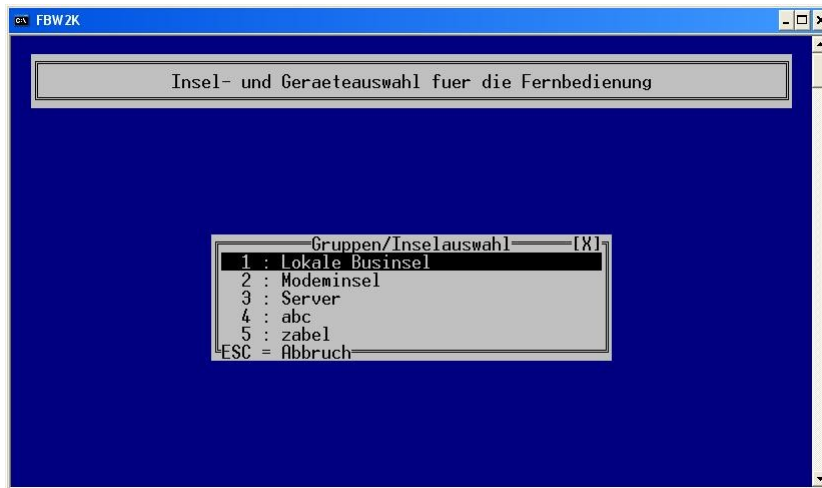 FBW2K
Insel- und Geraeteauswahl fuer die Fernbedienung
Gruppen/Inselauswahl [X]
1 : Lokale Businsel
2 : Modeminsel
3 : Server
4 : abc
5 : zabel
ESC = Abbruch